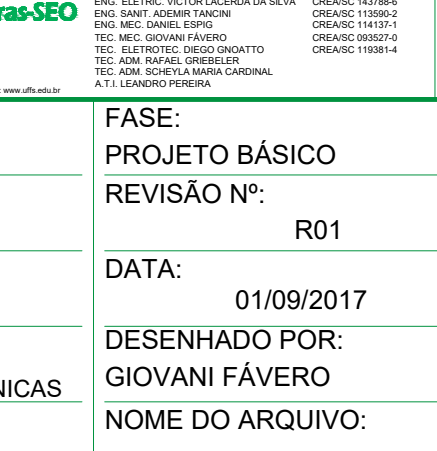 ENG. ELETRIC. VICTOR LACERDA DA SILVA CREA/SC 143788-6
ENG. SANIT. ADEMIR TANCINI CREA/SC 113590-2
ENG. MEC. DANIEL ESPIG CREA/SC 114137-1
TEC. MEC. GIOVANI FÁVERO CREA/SC 093527-0
TEC. ELETROTEC. DIEGO GNOATTO CREA/SC 119381-4
TEC. ADM. RAFAEL GRIEBELER
TEC. ADM. SCHEYLA MARIA CARDINAL
A.T.I. LEANDRO PEREIRA
ras-SEO
: www.uffs.edu.br
FASE:
PROJETO BÁSICO
REVISÃO Nº:
R01
DATA:
01/09/2017
DESENHADO POR:
NICAS
GIOVANI FÁVERO
NOME DO ARQUIVO: